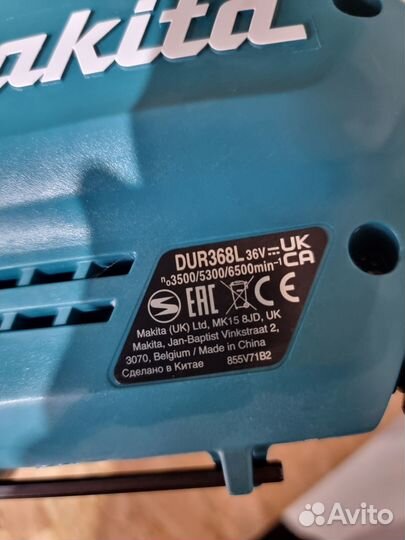 makita
DUR368L 36V⎓
UK
CA
n₀3500/5300/6500min⁻¹
EAC CE
Makita (UK) Ltd, MK15 8JD, UK
Makita, Jan-Baptist Vinkstraat 2,
3070, Belgium / Made in China
Сделано в Китае 855V71B2
Avito